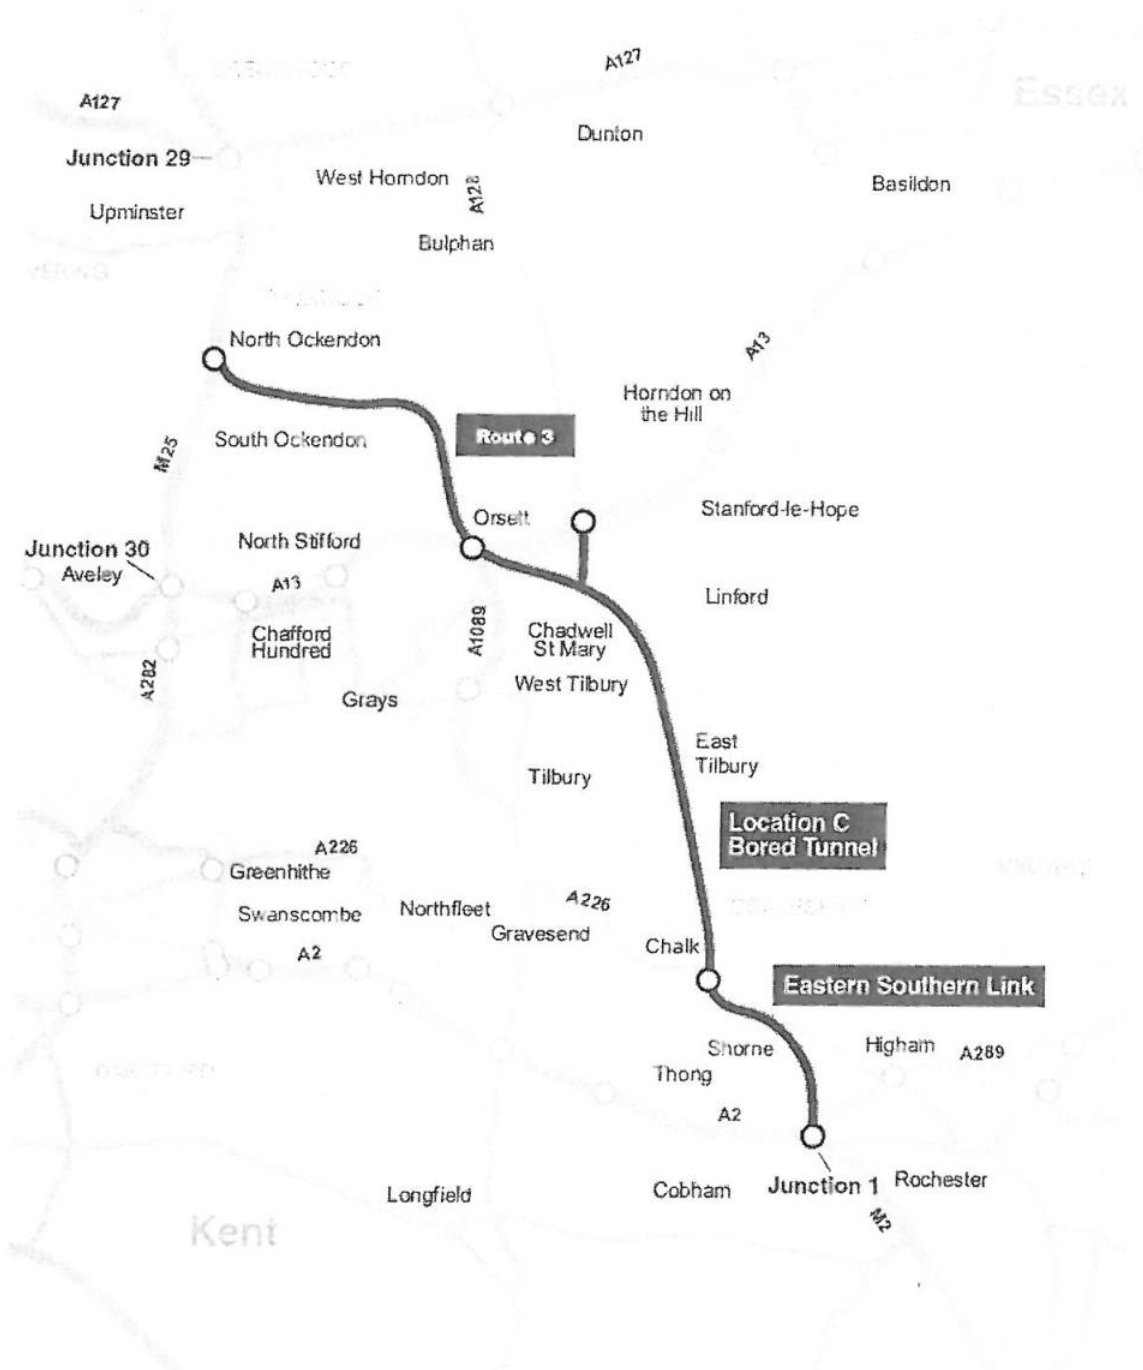 A127
Essex
A127
Dunton
Junction 29
West Horndon
A128
Basildon
Upminster
Bulphan
North Ockendon
A13
Horndon on
the Hill
Route 3
South Ockendon
M25
Orsett
Stanford-le-Hope
North Stifford
Junction 30
Aveley
A13
Linford
A1089
Chadwell
St Mary
Chafford
Hundred
A282
West Tilbury
Grays
East
Tilbury
Tilbury
Location C
Bored Tunnel
A226
Greenhithe
A226
Northfleet
Swanscombe
Gravesend
Chalk
A2
Eastern Southern Link
Shorne
Higham
A289
Thong
A2
Junction 1
Rochester
Cobham
Longfield
M2
Kent